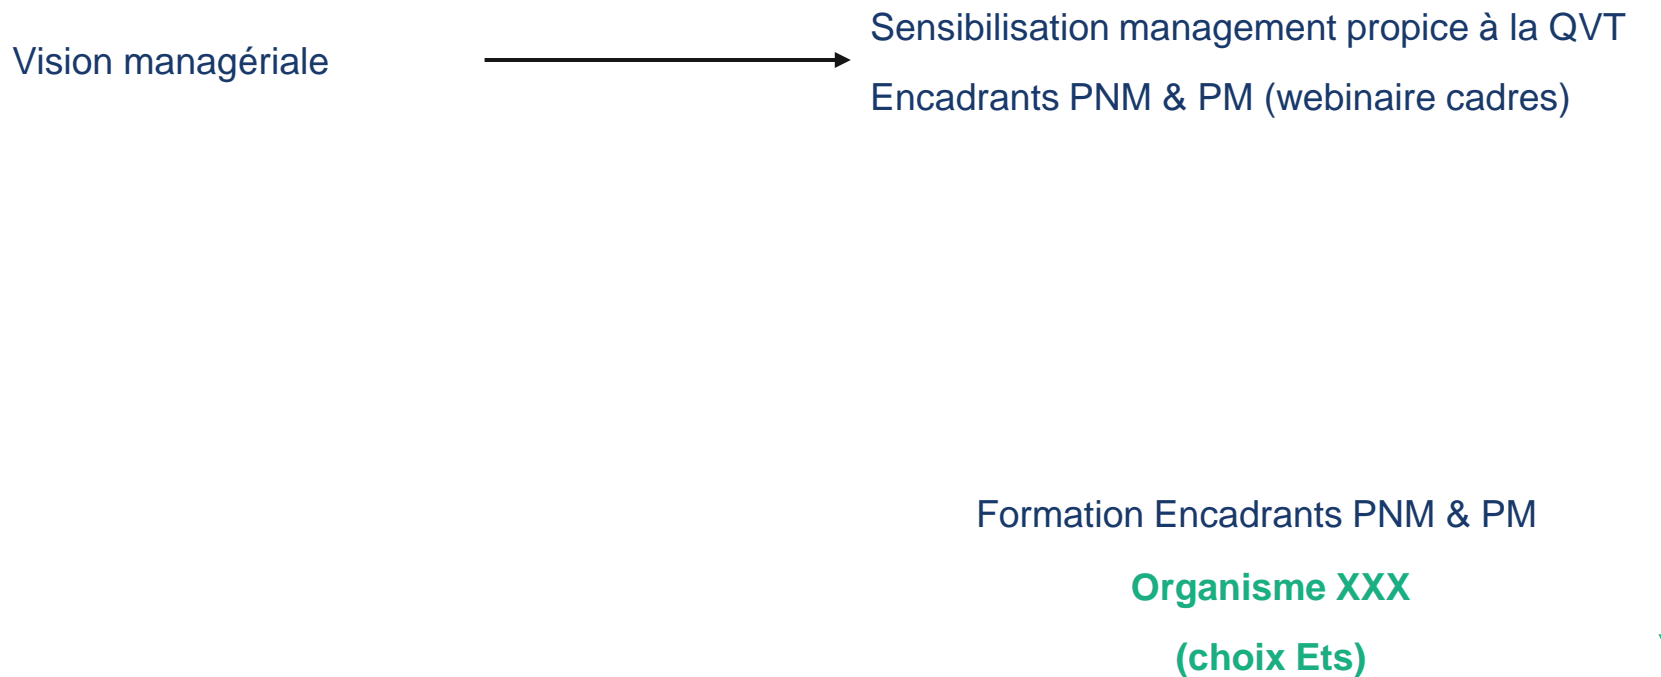 Vision managériale
Sensibilisation management propice à la QVT
Encadrants PNM & PM (webinaire cadres)
Formation Encadrants PNM & PM
Organisme XXX
(choix Ets)